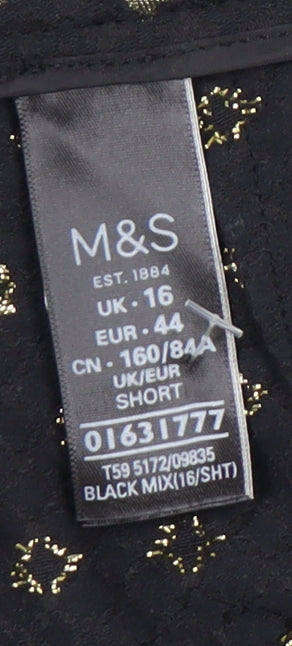 M&S
EST. 1884
UK · 16
EUR · 44
CN · 160/84A
UK/EUR
SHORT
01631777
T59 5172/09835
BLACK MIX(16/SHT)